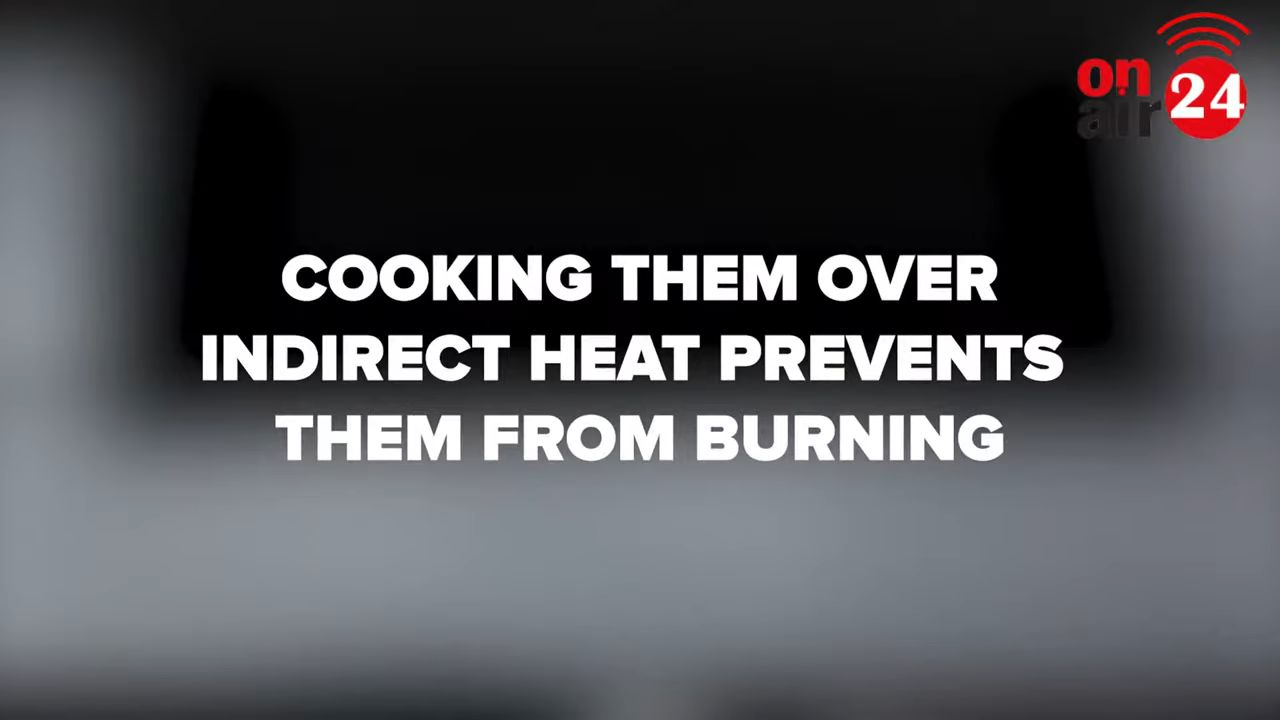 on
air
24
COOKING THEM OVER
INDIRECT HEAT PREVENTS
THEM FROM BURNING